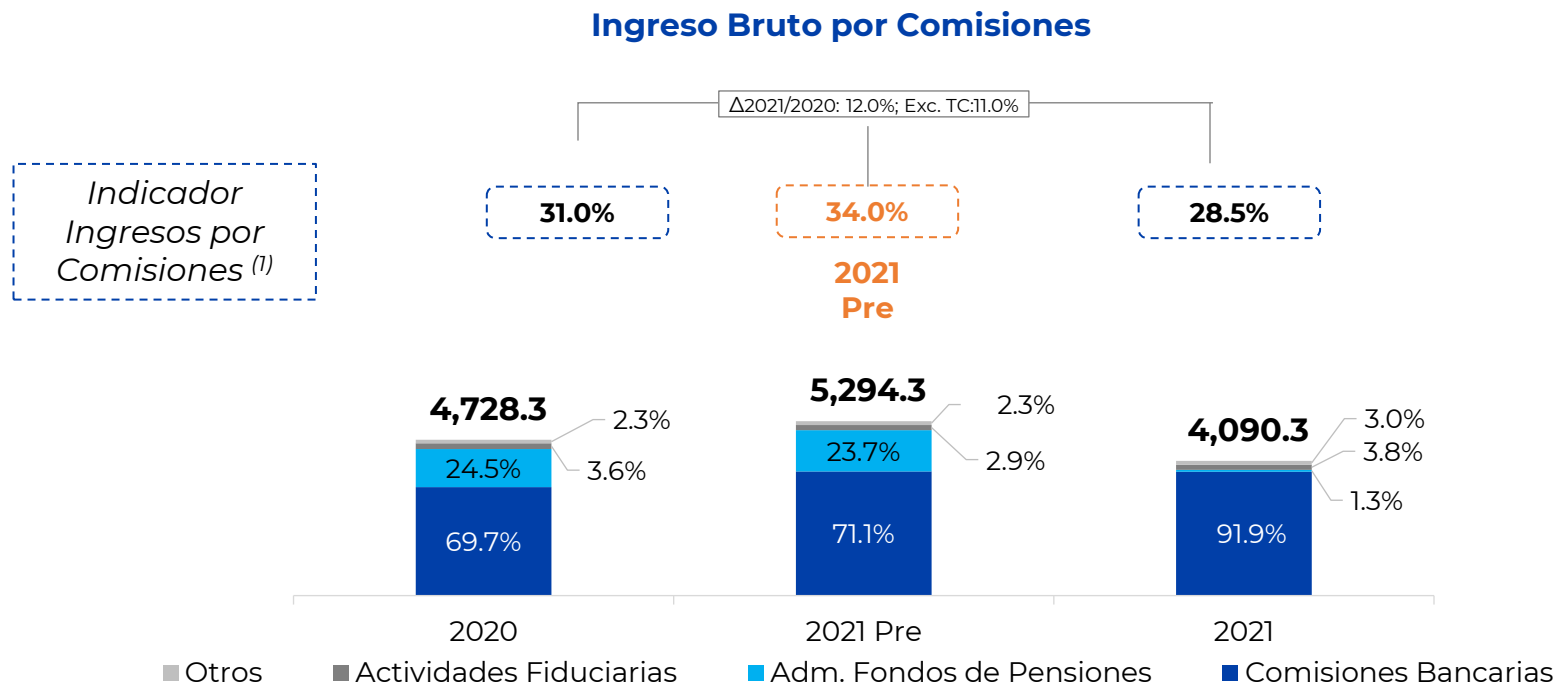 Ingreso Bruto por Comisiones
Δ2021/2020: 12.0%; Exc. TC:11.0%
Indicador
Ingresos por
Comisiones (1)
31.0%
34.0%
28.5%
2021
Pre
4,728.3
2.3%
3.6%
24.5%
69.7%
5,294.3
2.3%
2.9%
23.7%
71.1%
4,090.3
3.0%
3.8%
1.3%
91.9%
2020
2021 Pre
2021
Otros
Actividades Fiduciarias
Adm. Fondos de Pensiones
Comisiones Bancarias